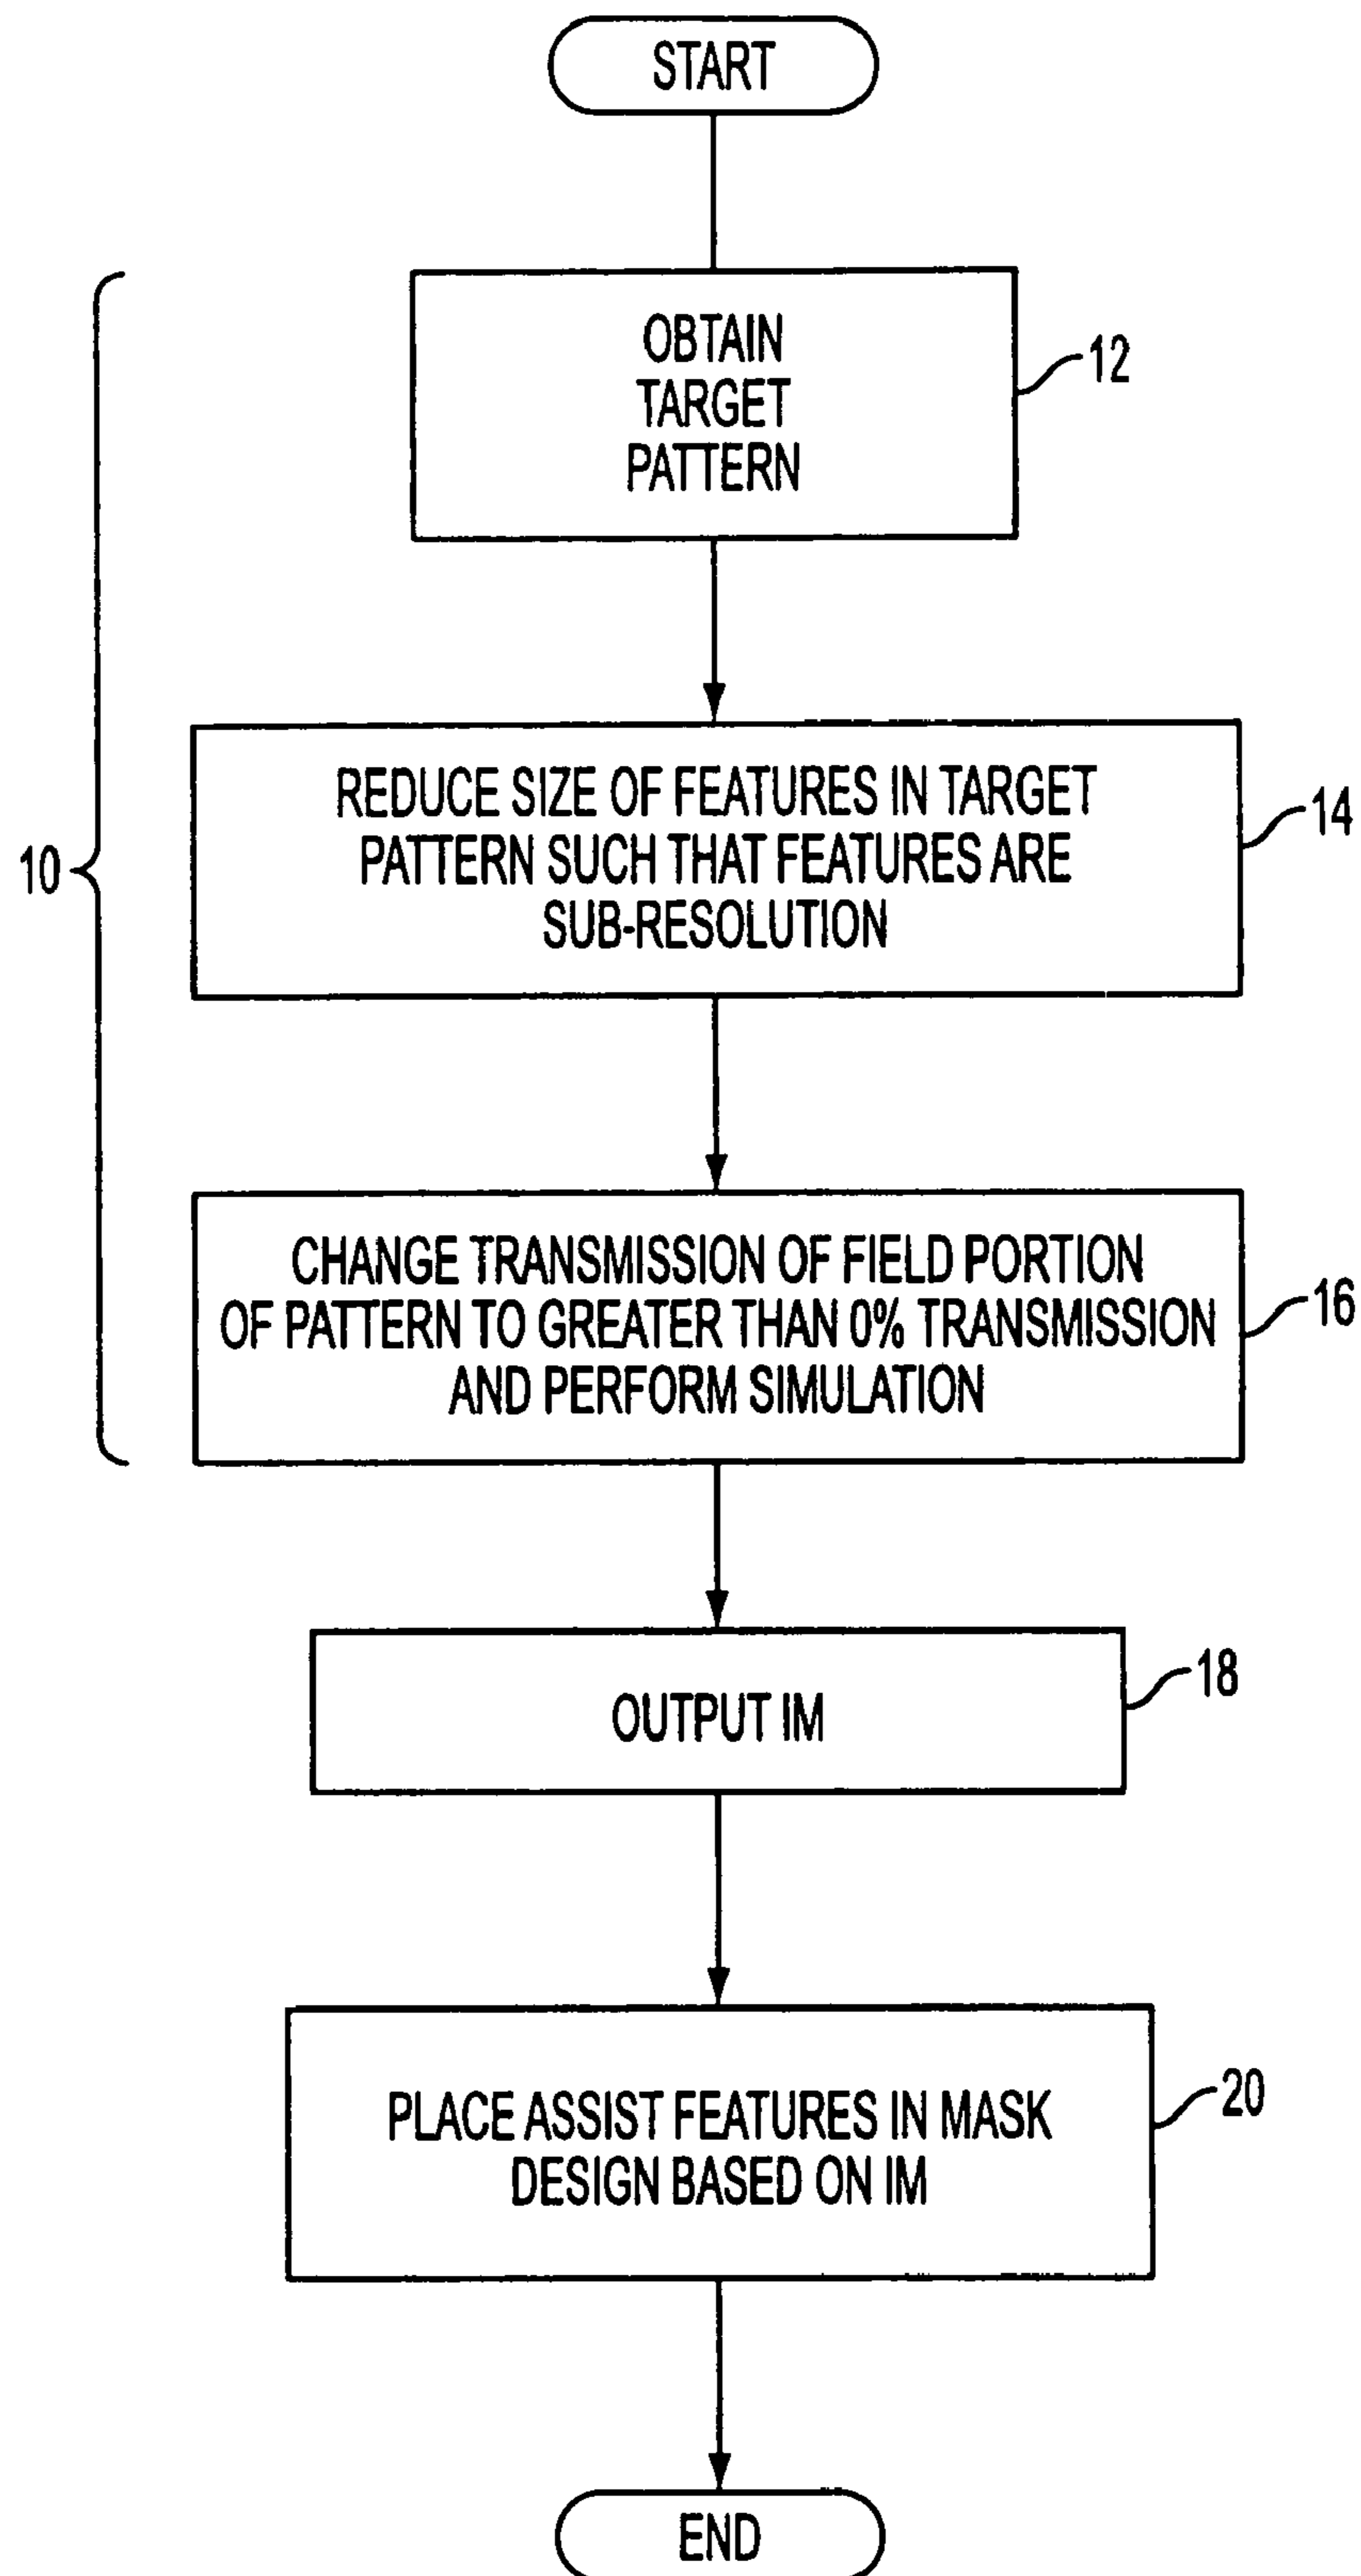 START
OBTAIN
TARGET
PATTERN
12
REDUCE SIZE OF FEATURES IN TARGET
PATTERN SUCH THAT FEATURES ARE
SUB-RESOLUTION
14
10
CHANGE TRANSMISSION OF FIELD PORTION
OF PATTERN TO GREATER THAN 0% TRANSMISSION
AND PERFORM SIMULATION
16
OUTPUT IM
18
PLACE ASSIST FEATURES IN MASK
DESIGN BASED ON IM
20
END